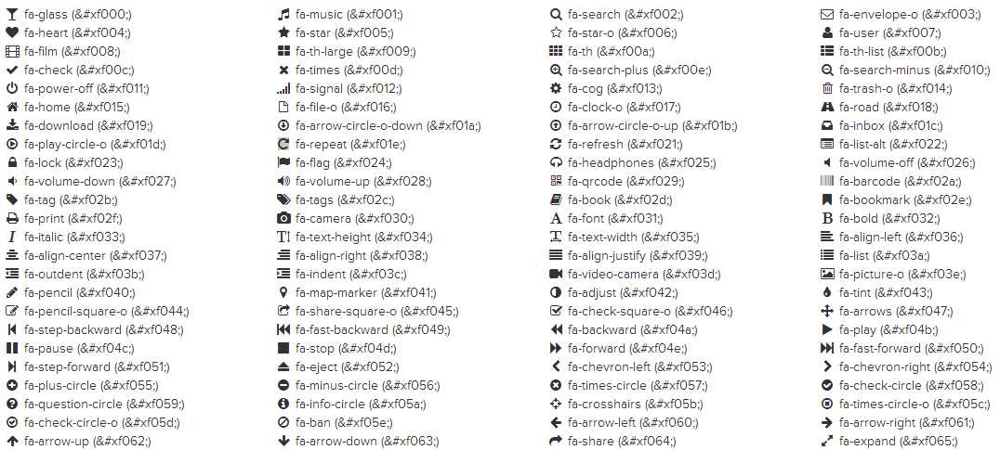 fa-glass (&#xf000;) fa-music (&#xf001;) fa-search (&#xf002;) fa-envelope-o (&#xf003;)
fa-heart (&#xf004;) fa-star (&#xf005;) fa-star-o (&#xf006;) fa-user (&#xf007;)
fa-film (&#xf008;) fa-th-large (&#xf009;) fa-th (&#xf00a;) fa-th-list (&#xf00b;)
fa-check (&#xf00c;) fa-times (&#xf00d;) fa-search-plus (&#xf00e;) fa-search-minus (&#xf010;)
fa-power-off (&#xf011;) fa-signal (&#xf012;) fa-cog (&#xf013;) fa-trash-o (&#xf014;)
fa-home (&#xf015;) fa-file-o (&#xf016;) fa-clock-o (&#xf017;) fa-road (&#xf018;)
fa-download (&#xf019;) fa-arrow-circle-o-down (&#xf01a;) fa-arrow-circle-o-up (&#xf01b;) fa-inbox (&#xf01c;)
fa-play-circle-o (&#xf01d;) fa-repeat (&#xf01e;) fa-refresh (&#xf021;) fa-list-alt (&#xf022;)
fa-lock (&#xf023;) fa-flag (&#xf024;) fa-headphones (&#xf025;) fa-volume-off (&#xf026;)
fa-volume-down (&#xf027;) fa-volume-up (&#xf028;) fa-qrcode (&#xf029;) fa-barcode (&#xf02a;)
fa-tag (&#xf02b;) fa-tags (&#xf02c;) fa-book (&#xf02d;) fa-bookmark (&#xf02e;)
fa-print (&#xf02f;) fa-camera (&#xf030;) fa-font (&#xf031;) fa-bold (&#xf032;)
fa-italic (&#xf033;) fa-text-height (&#xf034;) fa-text-width (&#xf035;) fa-align-left (&#xf036;)
fa-align-center (&#xf037;) fa-align-right (&#xf038;) fa-align-justify (&#xf039;) fa-list (&#xf03a;)
fa-outdent (&#xf03b;) fa-indent (&#xf03c;) fa-video-camera (&#xf03d;) fa-picture-o (&#xf03e;)
fa-pencil (&#xf040;) fa-map-marker (&#xf041;) fa-adjust (&#xf042;) fa-tint (&#xf043;)
fa-pencil-square-o (&#xf044;) fa-share-square-o (&#xf045;) fa-check-square-o (&#xf046;) fa-arrows (&#xf047;)
fa-step-backward (&#xf048;) fa-fast-backward (&#xf049;) fa-backward (&#xf04a;) fa-play (&#xf04b;)
fa-pause (&#xf04c;) fa-stop (&#xf04d;) fa-forward (&#xf04e;) fa-fast-forward (&#xf050;)
fa-step-forward (&#xf051;) fa-eject (&#xf052;) fa-chevron-left (&#xf053;) fa-chevron-right (&#xf054;)
fa-plus-circle (&#xf055;) fa-minus-circle (&#xf056;) fa-times-circle (&#xf057;) fa-check-circle (&#xf058;)
fa-question-circle (&#xf059;) fa-info-circle (&#xf05a;) fa-crosshairs (&#xf05b;) fa-times-circle-o (&#xf05c;)
fa-check-circle-o (&#xf05d;) fa-ban (&#xf05e;) fa-arrow-left (&#xf060;) fa-arrow-right (&#xf061;)
fa-arrow-up (&#xf062;) fa-arrow-down (&#xf063;) fa-share (&#xf064;) fa-expand (&#xf065;)